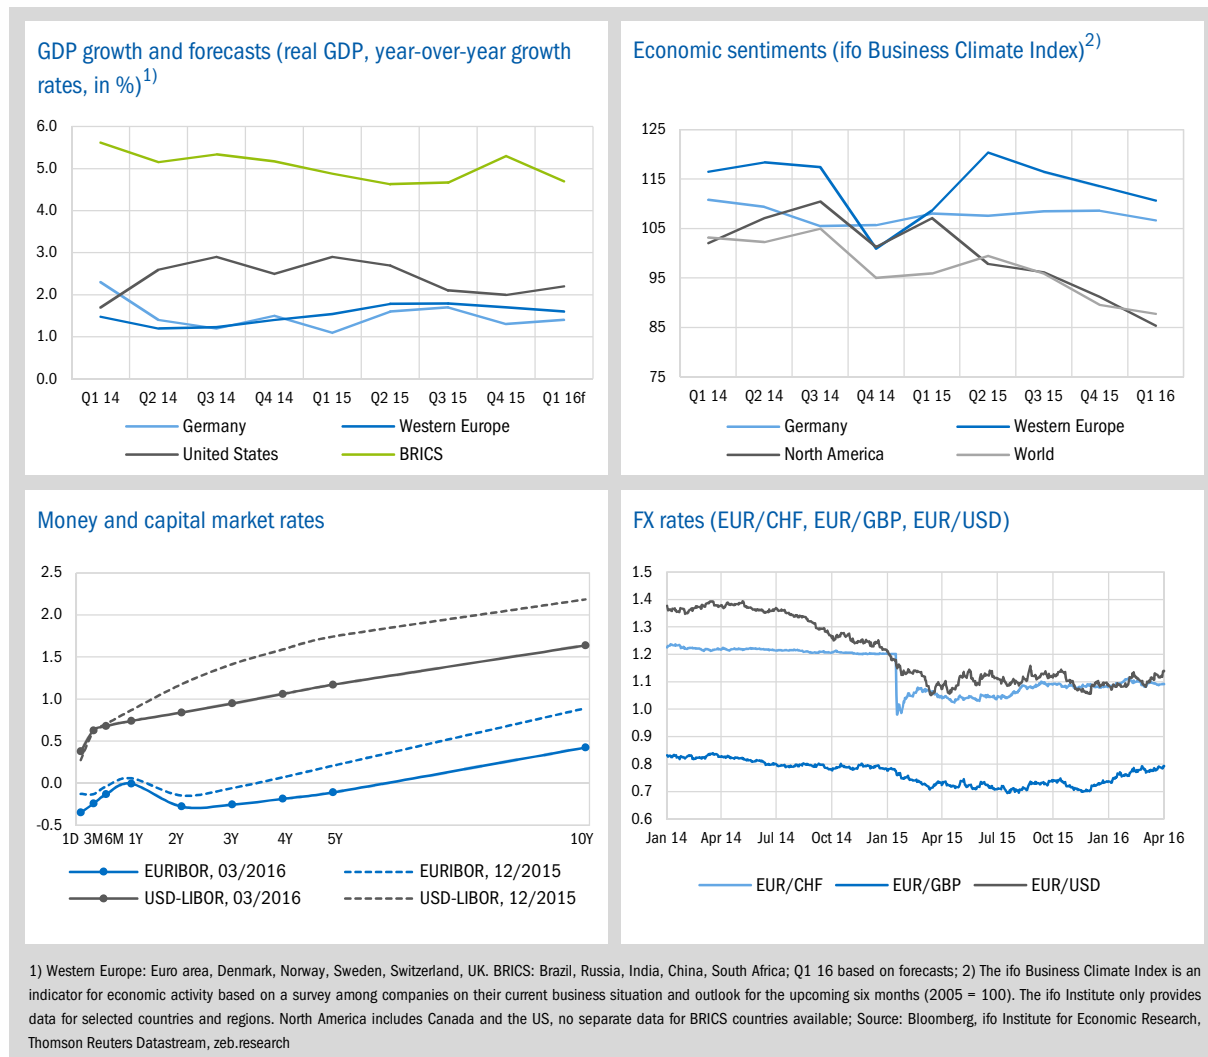 GDP growth and forecasts (real GDP, year-over-year growth
rates, in %)1)
6.0
5.0
4.0
3.0
2.0
1.0
0.0
Q1 14 Q2 14 Q3 14 Q4 14 Q1 15 Q2 15 Q3 15 Q4 15 Q1 16f
Germany Western Europe
United States BRICS
Economic sentiments (ifo Business Climate Index)2)
125
115
105
95
85
75
Q1 14 Q2 14 Q3 14 Q4 14 Q1 15 Q2 15 Q3 15 Q4 15 Q1 16
Germany Western Europe
North America World
Money and capital market rates
2.5
2.0
1.5
1.0
0.5
0.0
-0.5
1D 3M 6M 1Y 2Y 3Y 4Y 5Y 10Y
EURIBOR, 03/2016 EURIBOR, 12/2015
USD-LIBOR, 03/2016 USD-LIBOR, 12/2015
FX rates (EUR/CHF, EUR/GBP, EUR/USD)
1.5
1.4
1.3
1.2
1.1
1.0
0.9
0.8
0.7
0.6
Jan 14 Apr 14 Jul 14 Oct 14 Jan 15 Apr 15 Jul 15 Oct 15 Jan 16 Apr 16
EUR/CHF EUR/GBP EUR/USD
1) Western Europe: Euro area, Denmark, Norway, Sweden, Switzerland, UK. BRICS: Brazil, Russia, India, China, South Africa; Q1 16 based on forecasts; 2) The ifo Business Climate Index is an
indicator for economic activity based on a survey among companies on their current business situation and outlook for the upcoming six months (2005 = 100). The ifo Institute only provides
data for selected countries and regions. North America includes Canada and the US, no separate data for BRICS countries available; Source: Bloomberg, ifo Institute for Economic Research,
Thomson Reuters Datastream, zeb.research